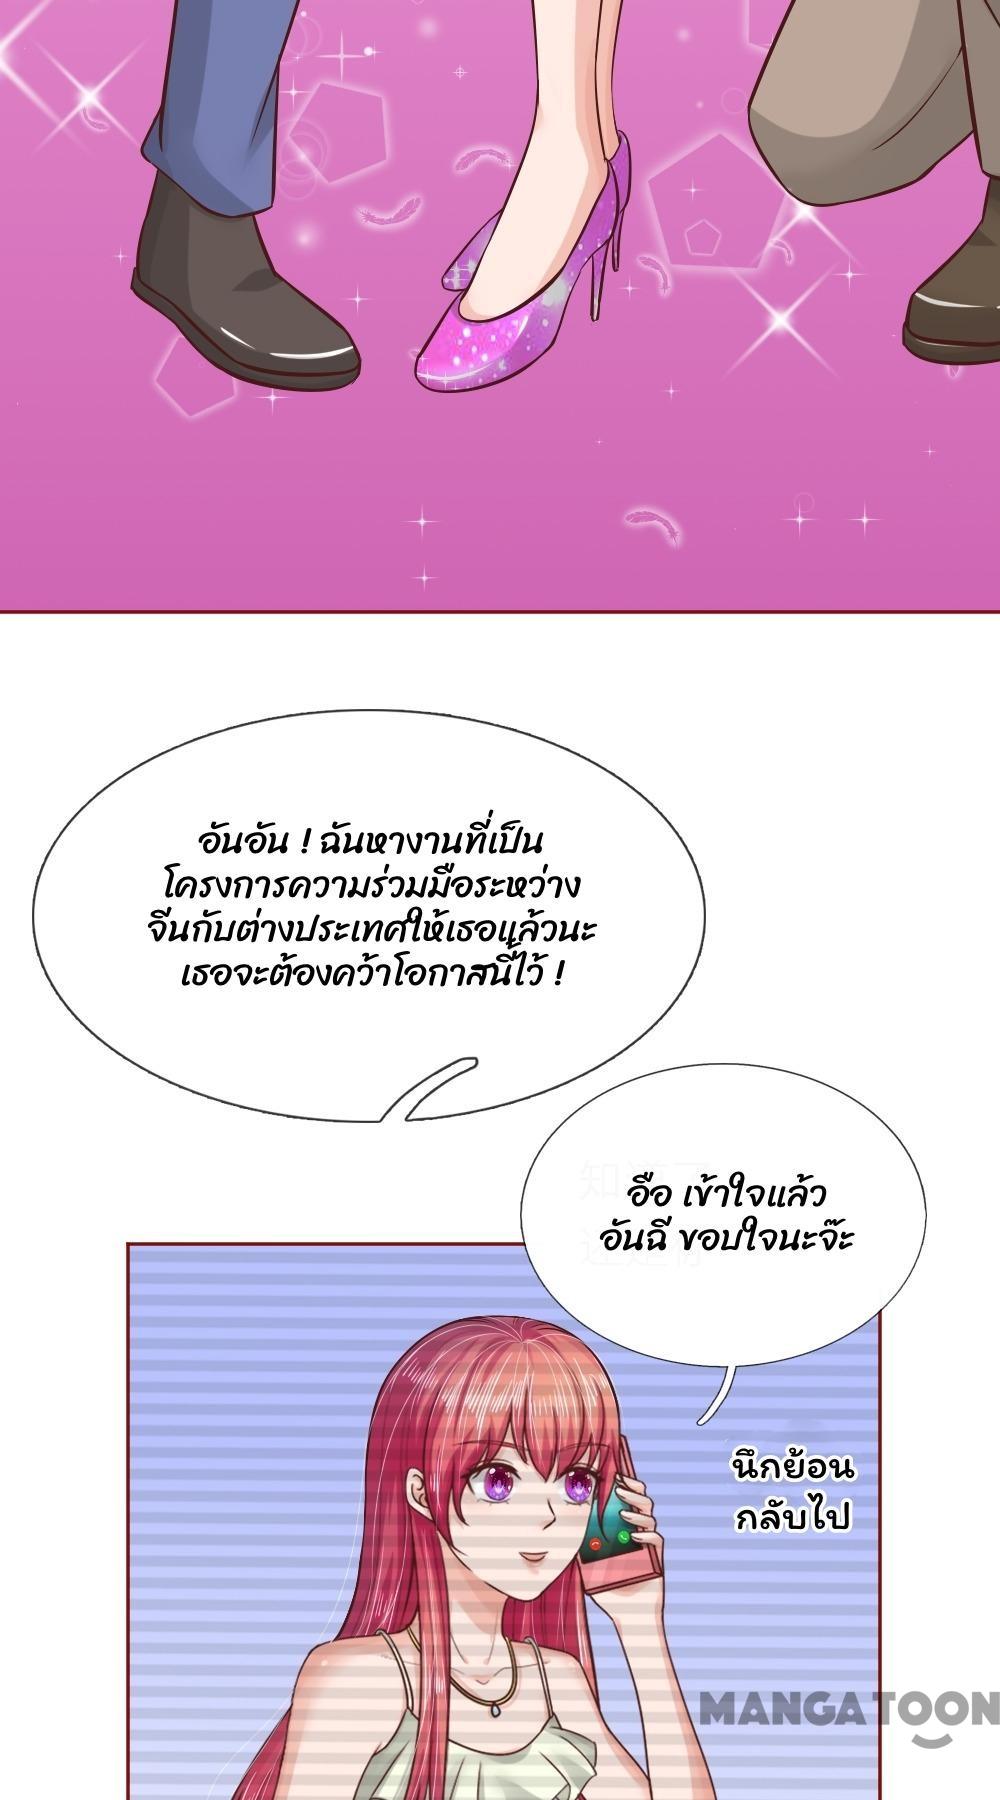 อันอัน ! ฉันหางานที่เป็น
โครงการความร่วมมือระหว่าง
จีนกับต่างประเทศให้เธอแล้วนะ
เธอจะต้องคว้าโอกาสนี้ไว้ !
อือ เข้าใจแล้ว
อันฉี ขอบใจนะจ๊ะ
นึกย้อน
กลับไป
MANGATOON